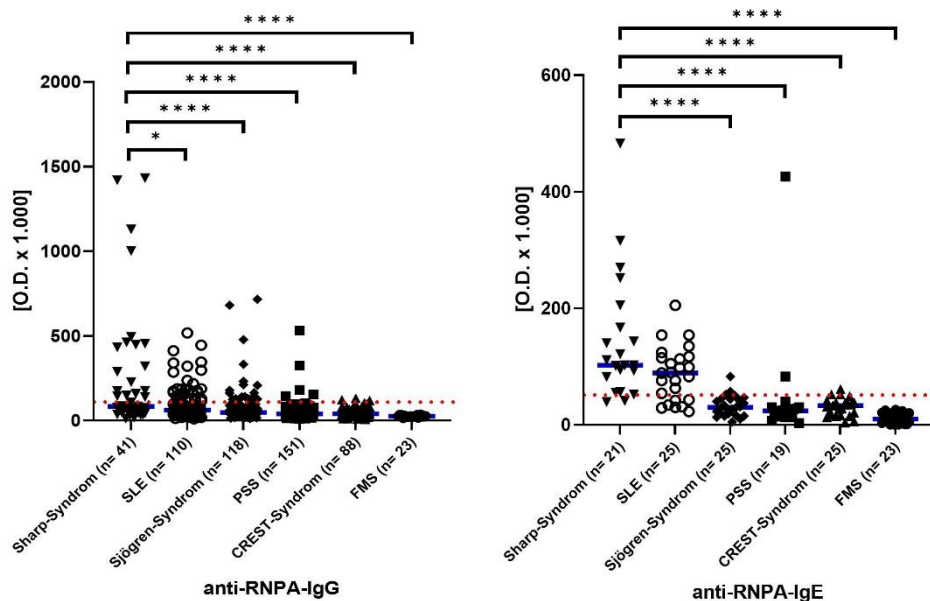 * * * *
* * * *
* * * *
* * * *
*
2000
1500
1000
500
0
[O.D. x 1.000]
Sharp-Syndrom (n= 41)
SLE (n= 110)
Sjögren-Syndrom (n= 118)
PSS (n= 151)
CREST-Syndrom (n= 88)
FMS (n= 23)
anti-RNPA-IgG
* * * *
* * * *
* * * *
* * * *
600
400
200
0
[O.D. x 1.000]
Sharp-Syndrom (n= 21)
SLE (n= 25)
Sjögren-Syndrom (n= 25)
PSS (n= 19)
CREST-Syndrom (n= 25)
FMS (n= 23)
anti-RNPA-IgE